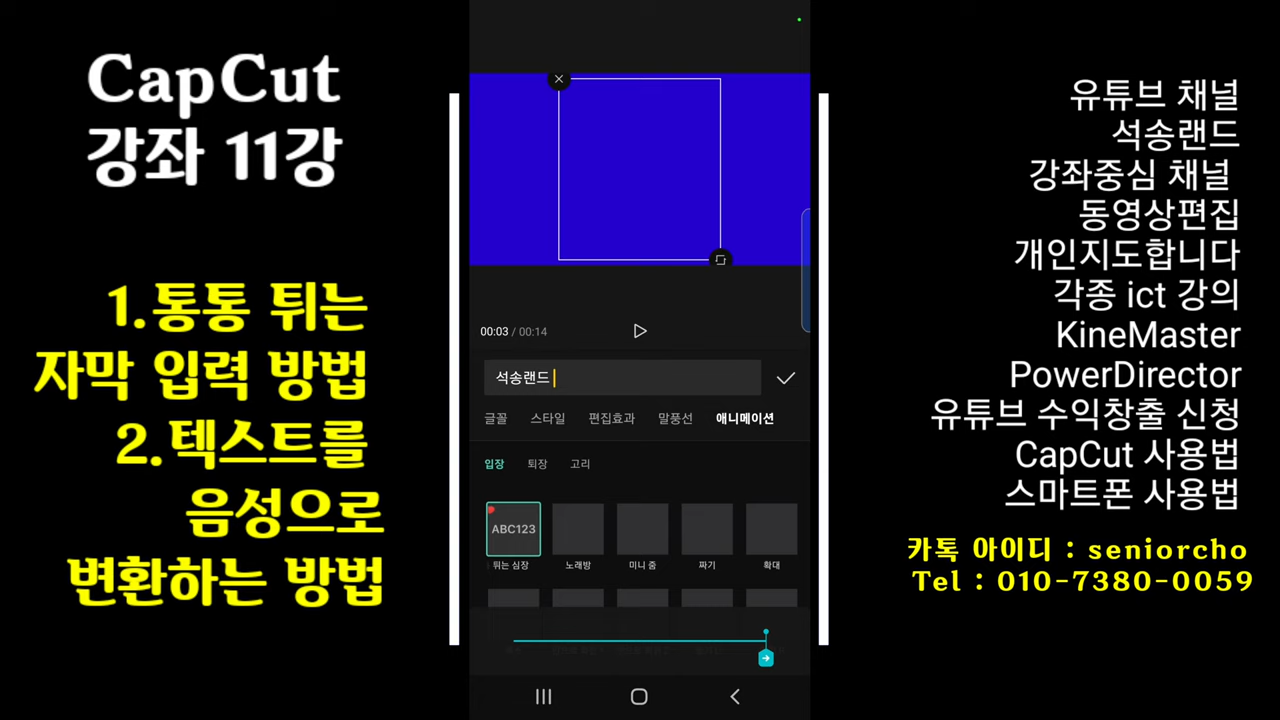 CapCut
강좌 11강
1.통통 튀는
자막 입력 방법
2.텍스트를
음성으로
변환하는 방법
00:03 / 00:14
석송랜드
글꼴 스타일 편집효과 말풍선 애니메이션
입장 퇴장 고리
ABC123
뛰는 심장 노래방 미니 줌 짜기 확대
유튜브 채널
석송랜드
강좌중심 채널
동영상편집
개인지도합니다
각종 ict 강의
KineMaster
PowerDirector
유튜브 수익창출 신청
CapCut 사용법
스마트폰 사용법
카톡 아이디 : seniorcho
Tel : 010-7380-0059